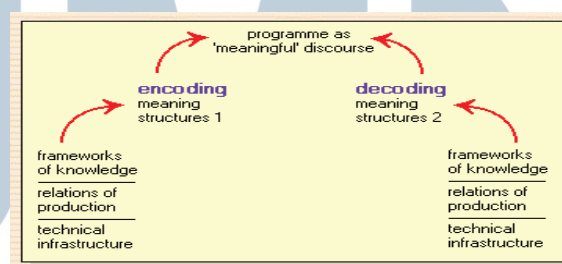 programme as
'meaningful' discourse
encoding
meaning
structures 1
decoding
meaning
structures 2
frameworks
of knowledge
relations of
production
technical
infrastructure
frameworks
of knowledge
relations of
production
technical
infrastructure